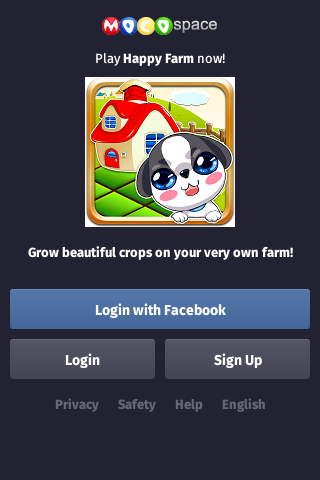 MOCOspace
Play Happy Farm now!
Grow beautiful crops on your very own farm!
Login with Facebook
Login Sign Up
Privacy Safety Help English